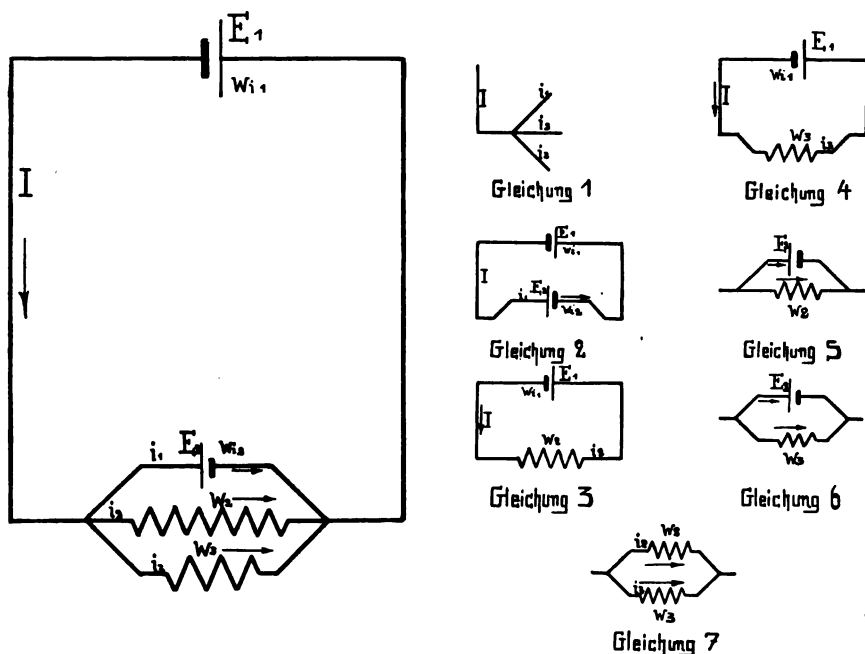 E1
Wi1
I
i1
E2
Wi2
i2
W2
i3
W3
I
i1
i2
i3
Gleichung 1
E1
Wi1
I
W3
i3
Gleichung 4
E1
Wi1
I
i1
E2
Wi2
Gleichung 2
E2
W2
Gleichung 5
E1
Wi1
I
W2
i2
Gleichung 3
E2
W3
Gleichung 6
W2
i2
i3
W3
Gleichung 7